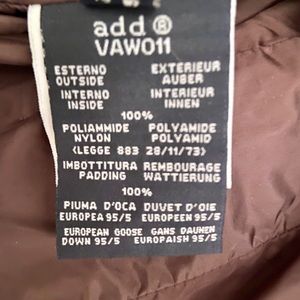 add ®
VAW011
ESTERNO EXTERIEUR
OUTSIDE AUßER
INTERNO INTERIEUR
INSIDE INNEN
100%
POLIAMMIDE POLYAMIDE
NYLON POLYAMID
(LEGGE 883 28/11/73)
IMBOTTITURA REMBOURAGE
PADDING WATTIERUNG
100%
PIUMA D'OCA DUVET D'OIE
EUROPEA 95/5 EUROPEEN 95/5
EUROPEAN GOOSE GANS DAUNEN
DOWN 95/5 EUROPAISH 95/5